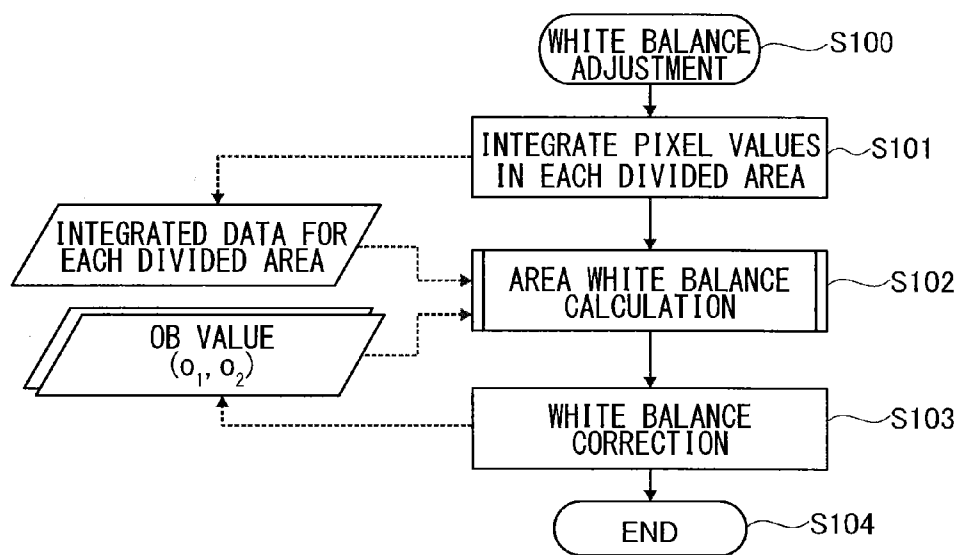 WHITE BALANCE
ADJUSTMENT
S100
INTEGRATE PIXEL VALUES
IN EACH DIVIDED AREA
S101
INTEGRATED DATA FOR
EACH DIVIDED AREA
AREA WHITE BALANCE
CALCULATION
S102
OB VALUE
(o₁, o₂)
WHITE BALANCE
CORRECTION
S103
END
S104